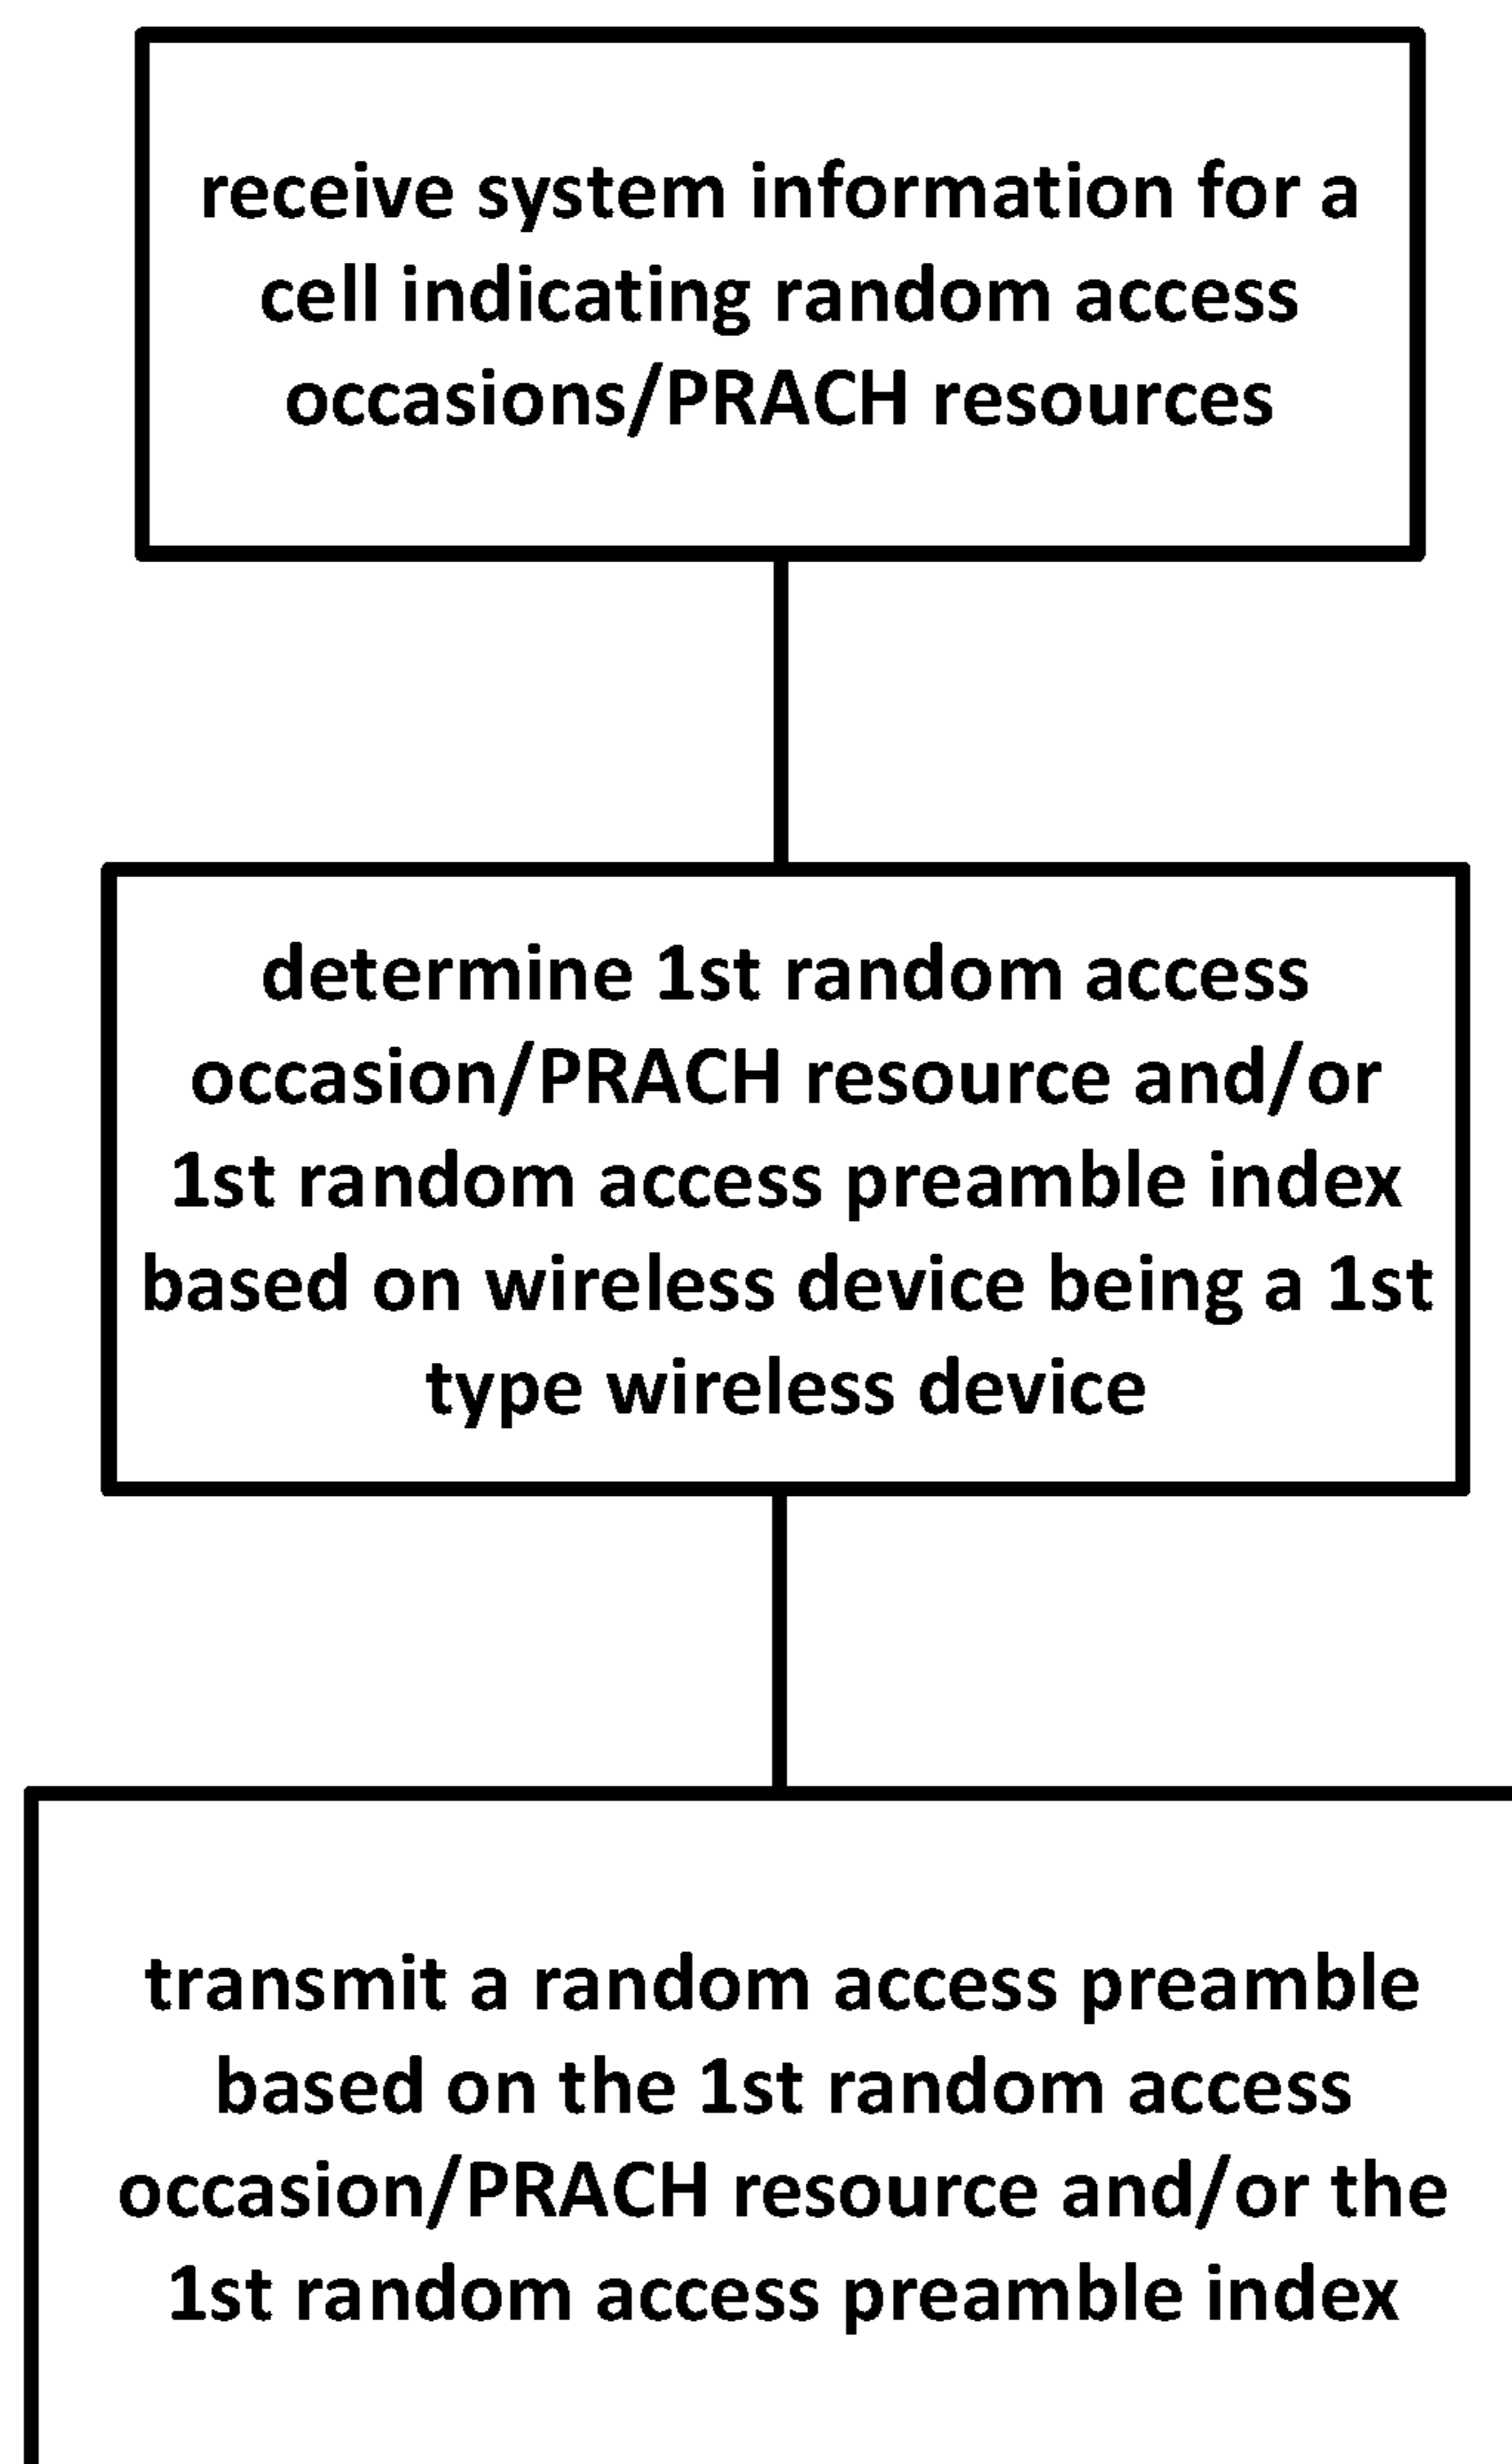 receive system information for a
cell indicating random access
occasions/PRACH resources
determine 1st random access
occasion/PRACH resource and/or
1st random access preamble index
based on wireless device being a 1st
type wireless device
transmit a random access preamble
based on the 1st random access
occasion/PRACH resource and/or the
1st random access preamble index